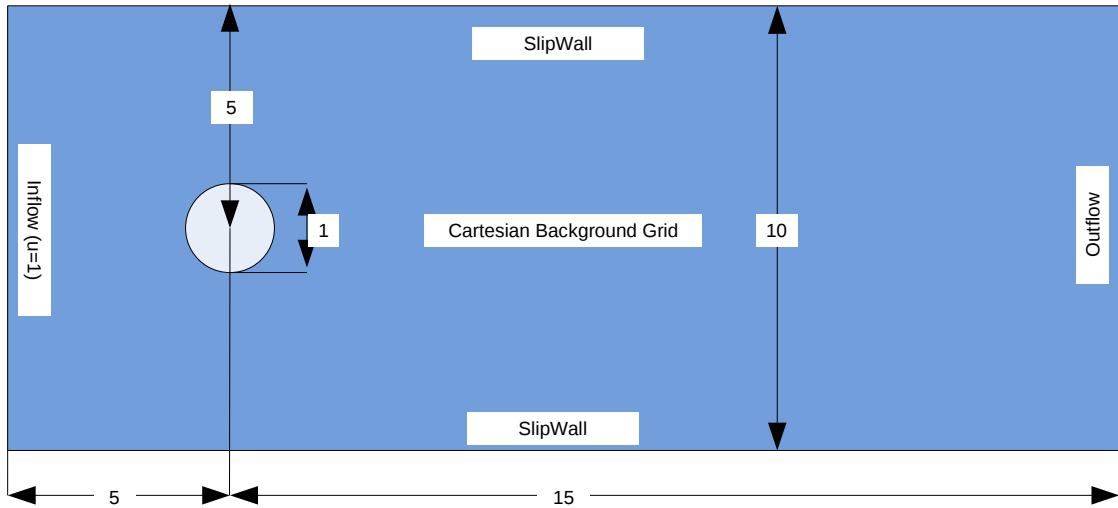 SlipWall
5
Inflow (u=1)
1
Cartesian Background Grid
10
Outflow
SlipWall
5
15